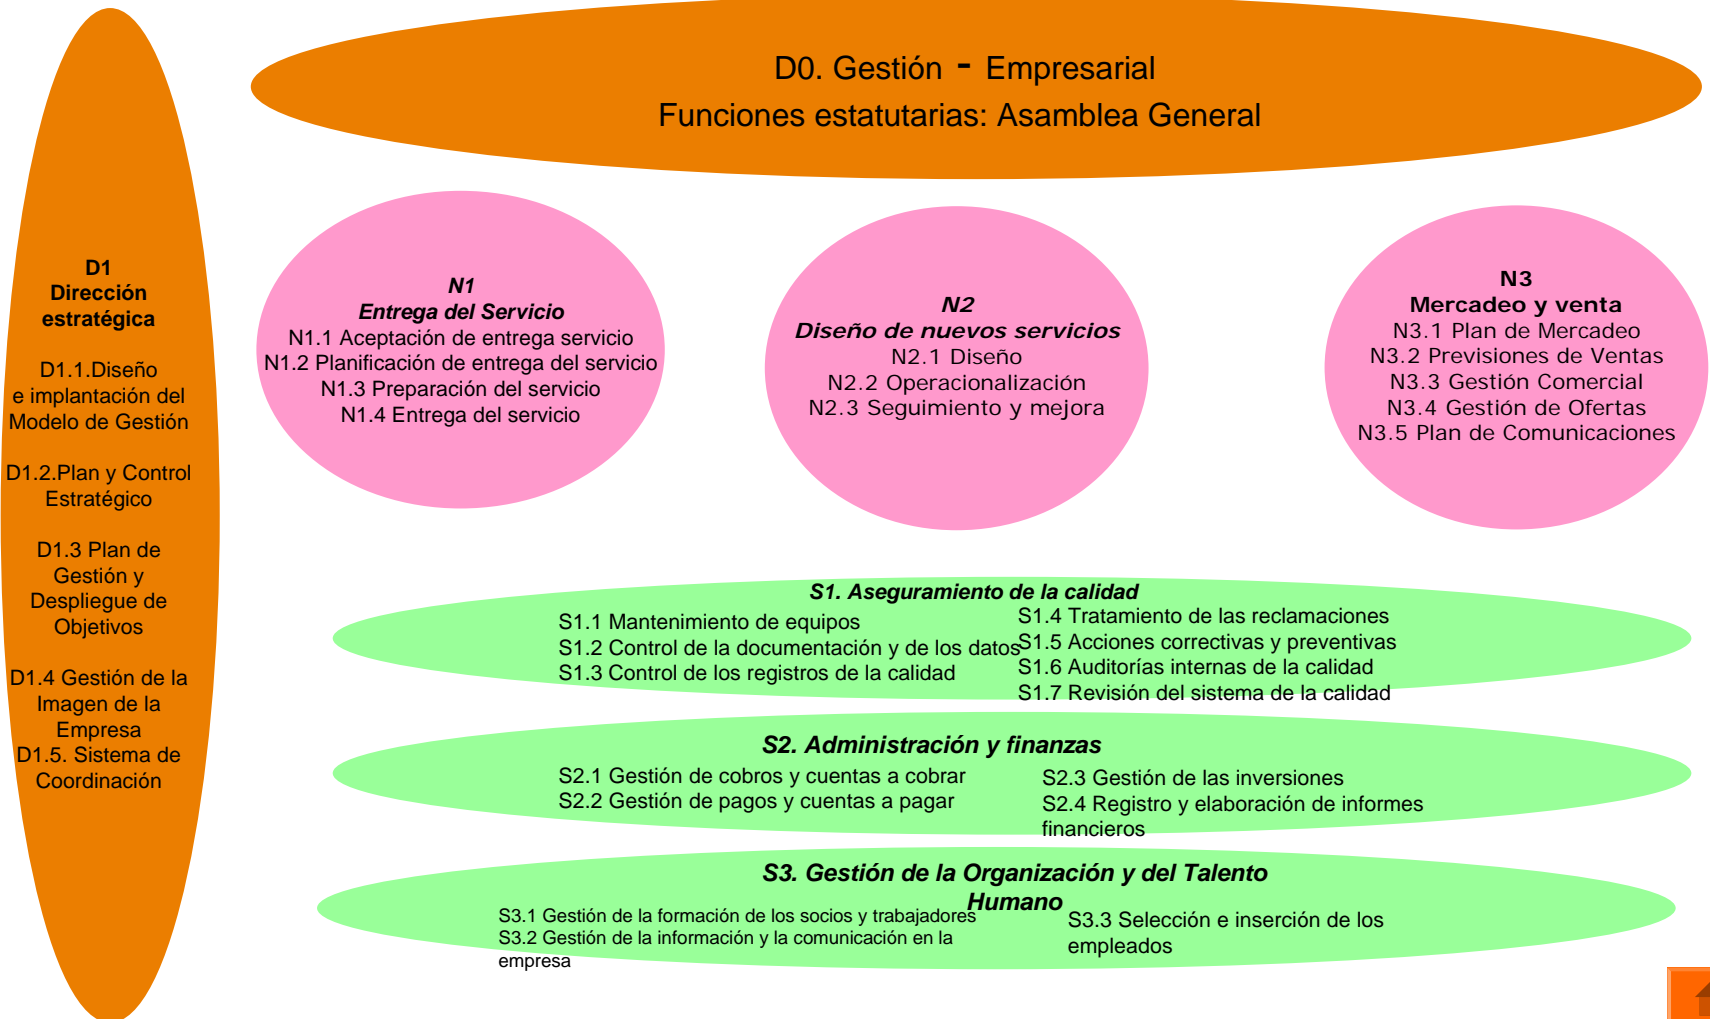 D0. Gestión - Empresarial
Funciones estatutarias: Asamblea General
D1
Dirección
estratégica
D1.1.Diseño
e implantación del
Modelo de Gestión
D1.2.Plan y Control
Estratégico
D1.3 Plan de
Gestión y
Despliegue de
Objetivos
D1.4 Gestión de la
Imagen de la
Empresa
D1.5. Sistema de
Coordinación
N1
Entrega del Servicio
N1.1 Aceptación de entrega servicio
N1.2 Planificación de entrega del servicio
N1.3 Preparación del servicio
N1.4 Entrega del servicio
N2
Diseño de nuevos servicios
N2.1 Diseño
N2.2 Operacionalización
N2.3 Seguimiento y mejora
N3
Mercadeo y venta
N3.1 Plan de Mercadeo
N3.2 Previsiones de Ventas
N3.3 Gestión Comercial
N3.4 Gestión de Ofertas
N3.5 Plan de Comunicaciones
S1. Aseguramiento de la calidad
S1.1 Mantenimiento de equipos
S1.2 Control de la documentación y de los datos
S1.3 Control de los registros de la calidad
S1.4 Tratamiento de las reclamaciones
S1.5 Acciones correctivas y preventivas
S1.6 Auditorías internas de la calidad
S1.7 Revisión del sistema de la calidad
S2. Administración y finanzas
S2.1 Gestión de cobros y cuentas a cobrar
S2.2 Gestión de pagos y cuentas a pagar
S2.3 Gestión de las inversiones
S2.4 Registro y elaboración de informes
financieros
S3. Gestión de la Organización y del Talento
Humano
S3.1 Gestión de la formación de los socios y trabajadores
S3.2 Gestión de la información y la comunicación en la
empresa
S3.3 Selección e inserción de los
empleados